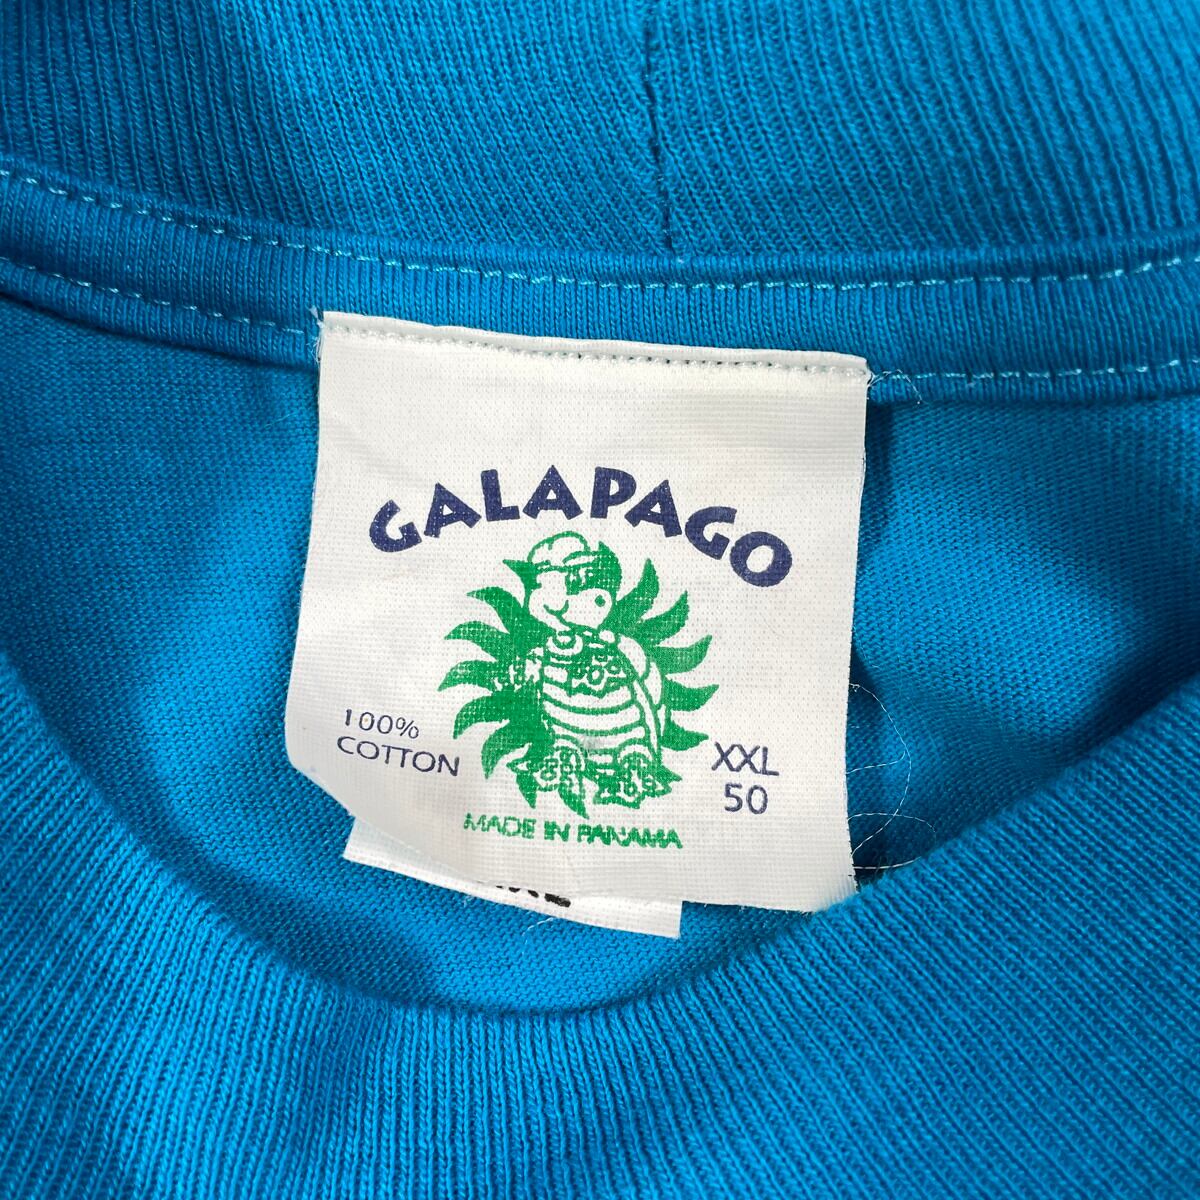 GALAPAGO
100%
COTTON
XXL
50
MADE IN PANAMA